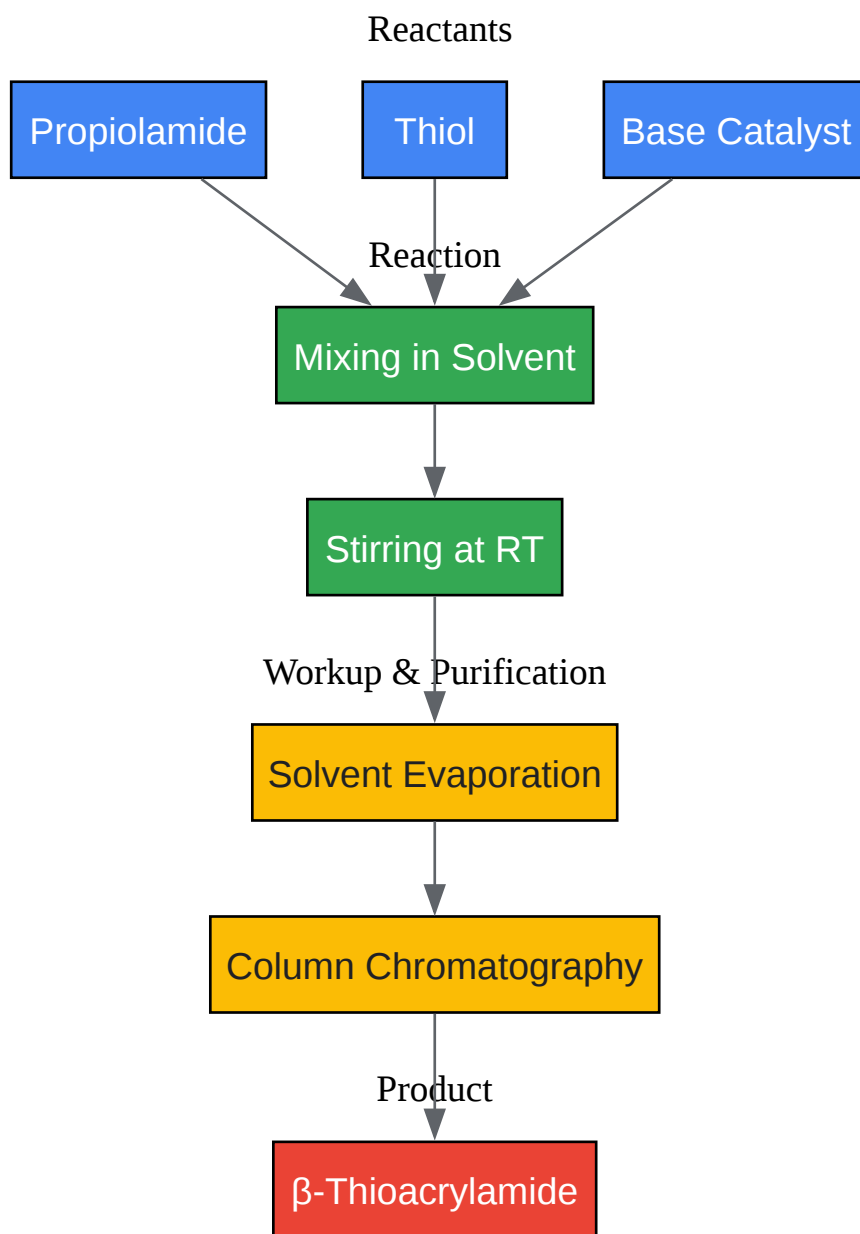 Reactants
Propiolamide
Thiol
Base Catalyst
Reaction
Mixing in Solvent
Stirring at RT
Workup & Purification
Solvent Evaporation
Column Chromatography
Product
β-Thioacrylamide